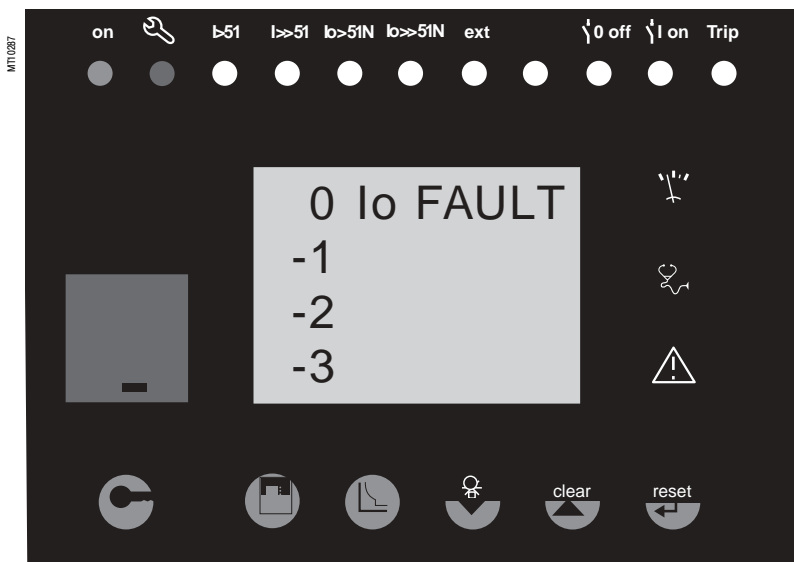 MT10287
on I>51 I>>51 Io>51N Io>>51N ext 0 off I on Trip
0 Io FAULT
-1
-2
-3
clear reset